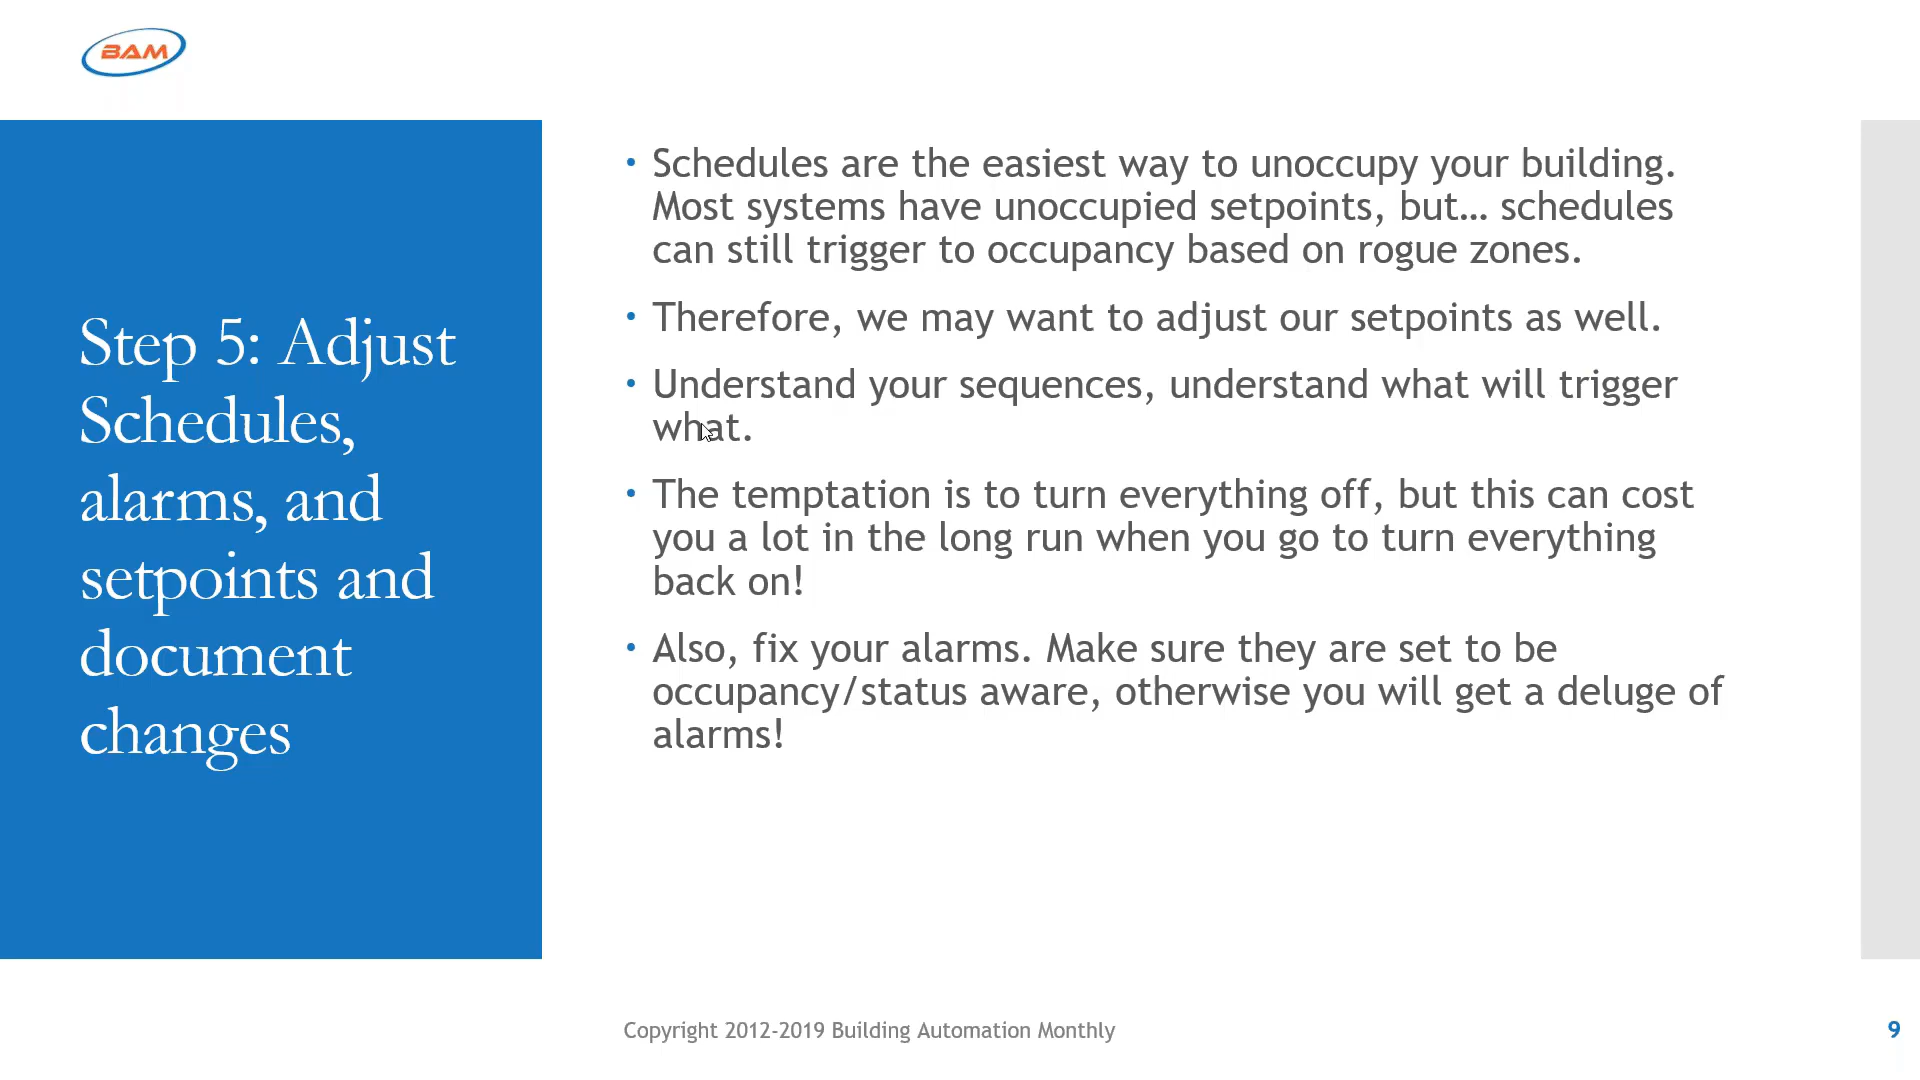 BAM
Step 5: Adjust
Schedules,
alarms, and
setpoints and
document
changes
• Schedules are the easiest way to unoccupy your building.
Most systems have unoccupied setpoints, but… schedules
can still trigger to occupancy based on rogue zones.
• Therefore, we may want to adjust our setpoints as well.
• Understand your sequences, understand what will trigger
what.
• The temptation is to turn everything off, but this can cost
you a lot in the long run when you go to turn everything
back on!
• Also, fix your alarms. Make sure they are set to be
occupancy/status aware, otherwise you will get a deluge of
alarms!
Copyright 2012-2019 Building Automation Monthly
9